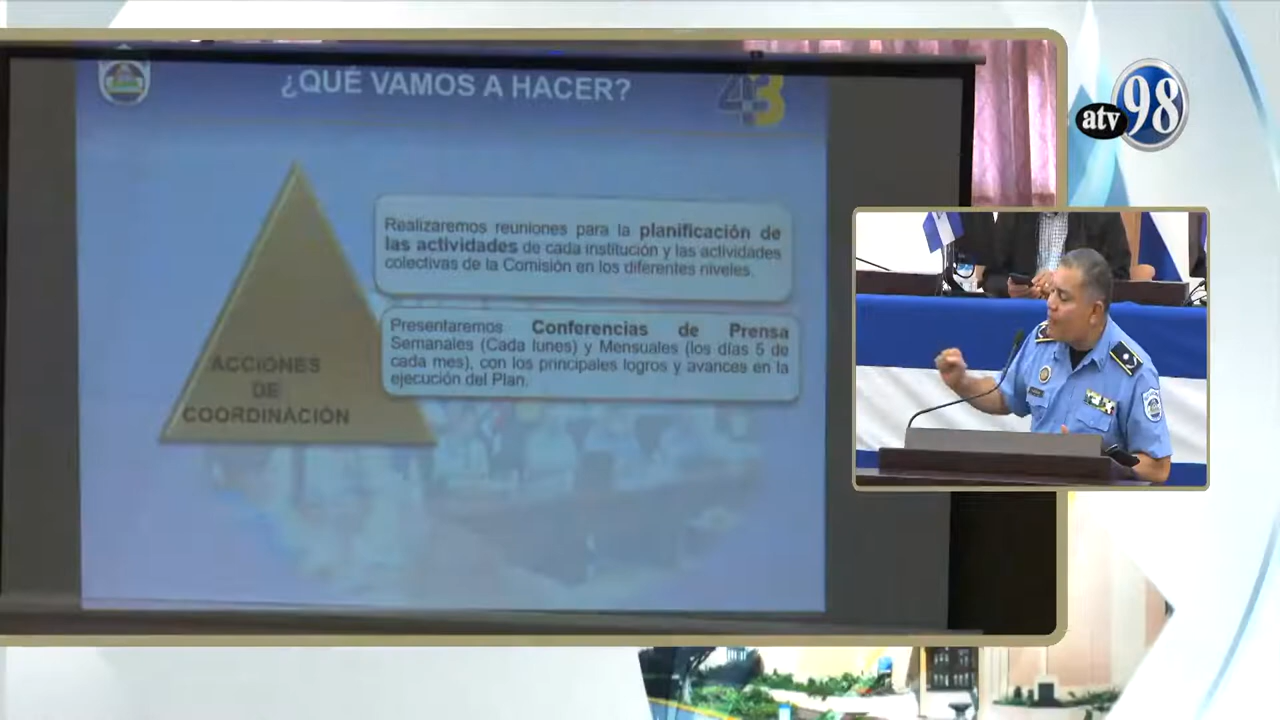 ¿QUÉ VAMOS A HACER?
43
atv 98
Realizaremos reuniones para la planificación de
las actividades de cada institución y las actividades
colectivas de la Comisión en los diferentes niveles.
Presentaremos Conferencias de Prensa
Semanales (Cada lunes) y Mensuales (los días 5 de
cada mes), con los principales logros y avances en la
ejecución del Plan.
ACCIONES
DE
COORDINACIÓN